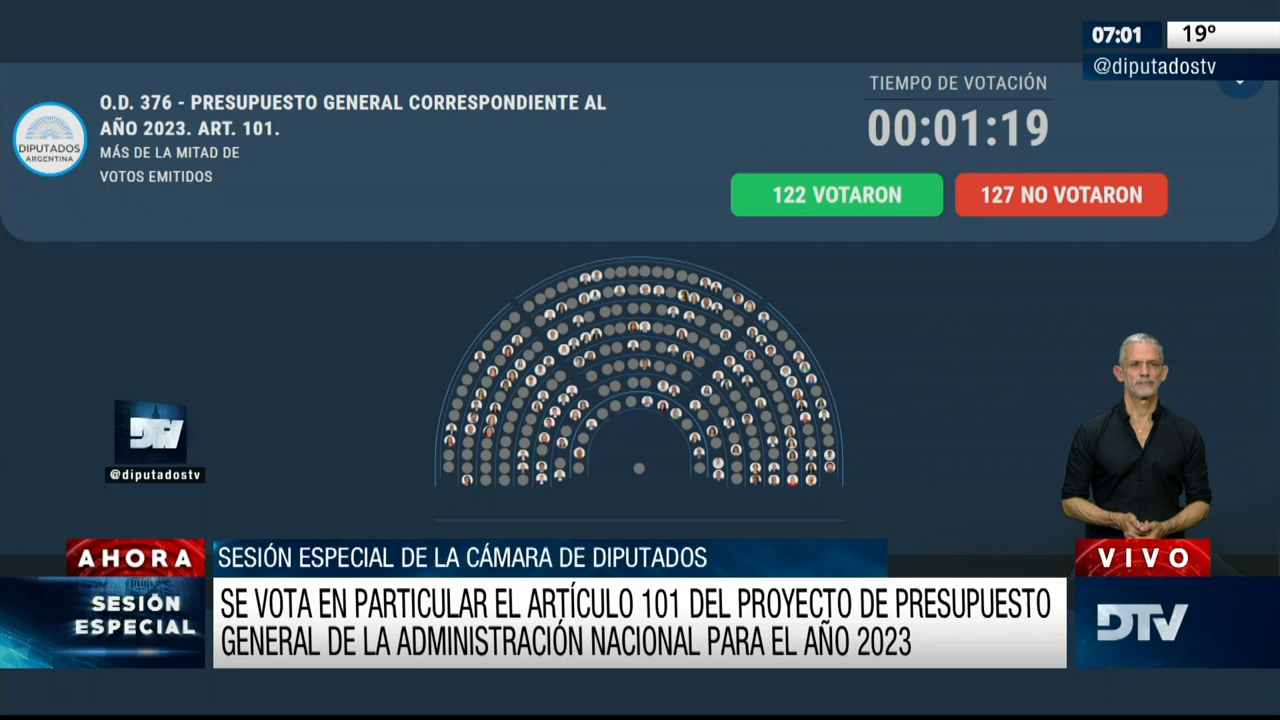 07:01
19°
@diputadostv
O.D. 376 - PRESUPUESTO GENERAL CORRESPONDIENTE AL
AÑO 2023. ART. 101.
MÁS DE LA MITAD DE
VOTOS EMITIDOS
DIPUTADOS
ARGENTINA
TIEMPO DE VOTACIÓN
00:01:19
122 VOTARON
127 NO VOTARON
DTV
@diputadostv
AHORA
SESIÓN ESPECIAL DE LA CÁMARA DE DIPUTADOS
VIVO
SESIÓN
ESPECIAL
SE VOTA EN PARTICULAR EL ARTÍCULO 101 DEL PROYECTO DE PRESUPUESTO
GENERAL DE LA ADMINISTRACIÓN NACIONAL PARA EL AÑO 2023
DTV